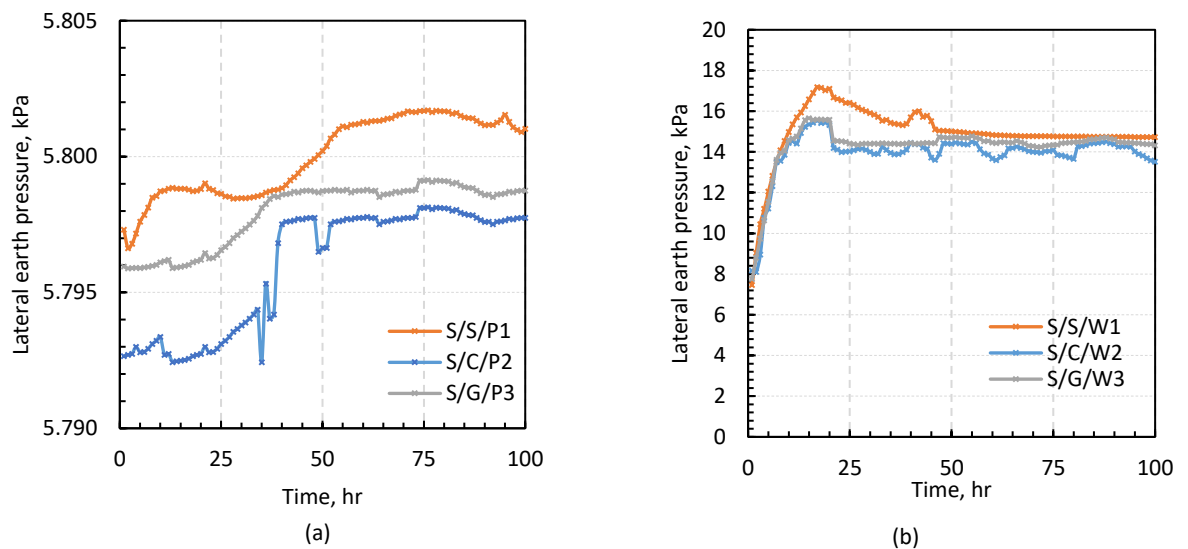 5.805
5.800
5.795
5.790
Lateral earth pressure, kPa
S/S/P1
S/C/P2
S/G/P3
0
25
50
75
100
Time, hr
(a)
20
18
16
14
12
10
8
6
4
2
0
Lateral earth pressure, kPa
S/S/W1
S/C/W2
S/G/W3
0
25
50
75
100
Time, hr
(b)